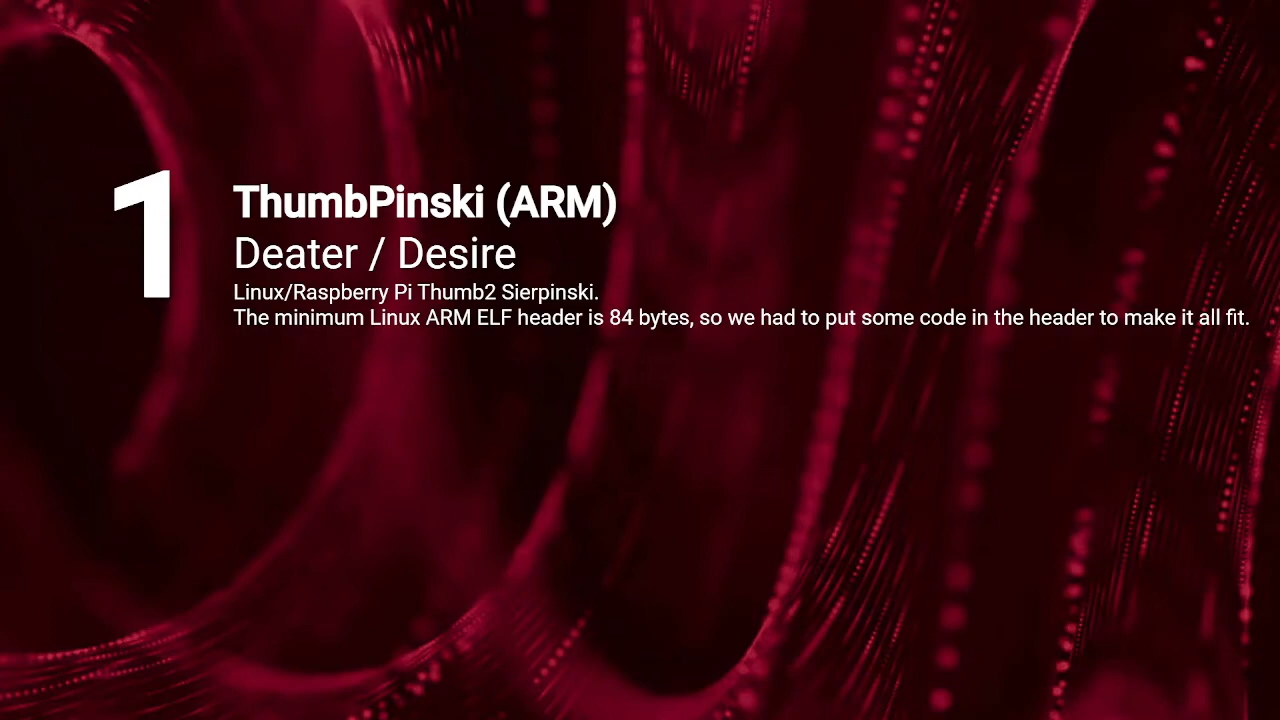 1
ThumbPinski (ARM)
Deater / Desire
Linux/Raspberry Pi Thumb2 Sierpinski.
The minimum Linux ARM ELF header is 84 bytes, so we had to put some code in the header to make it all fit.